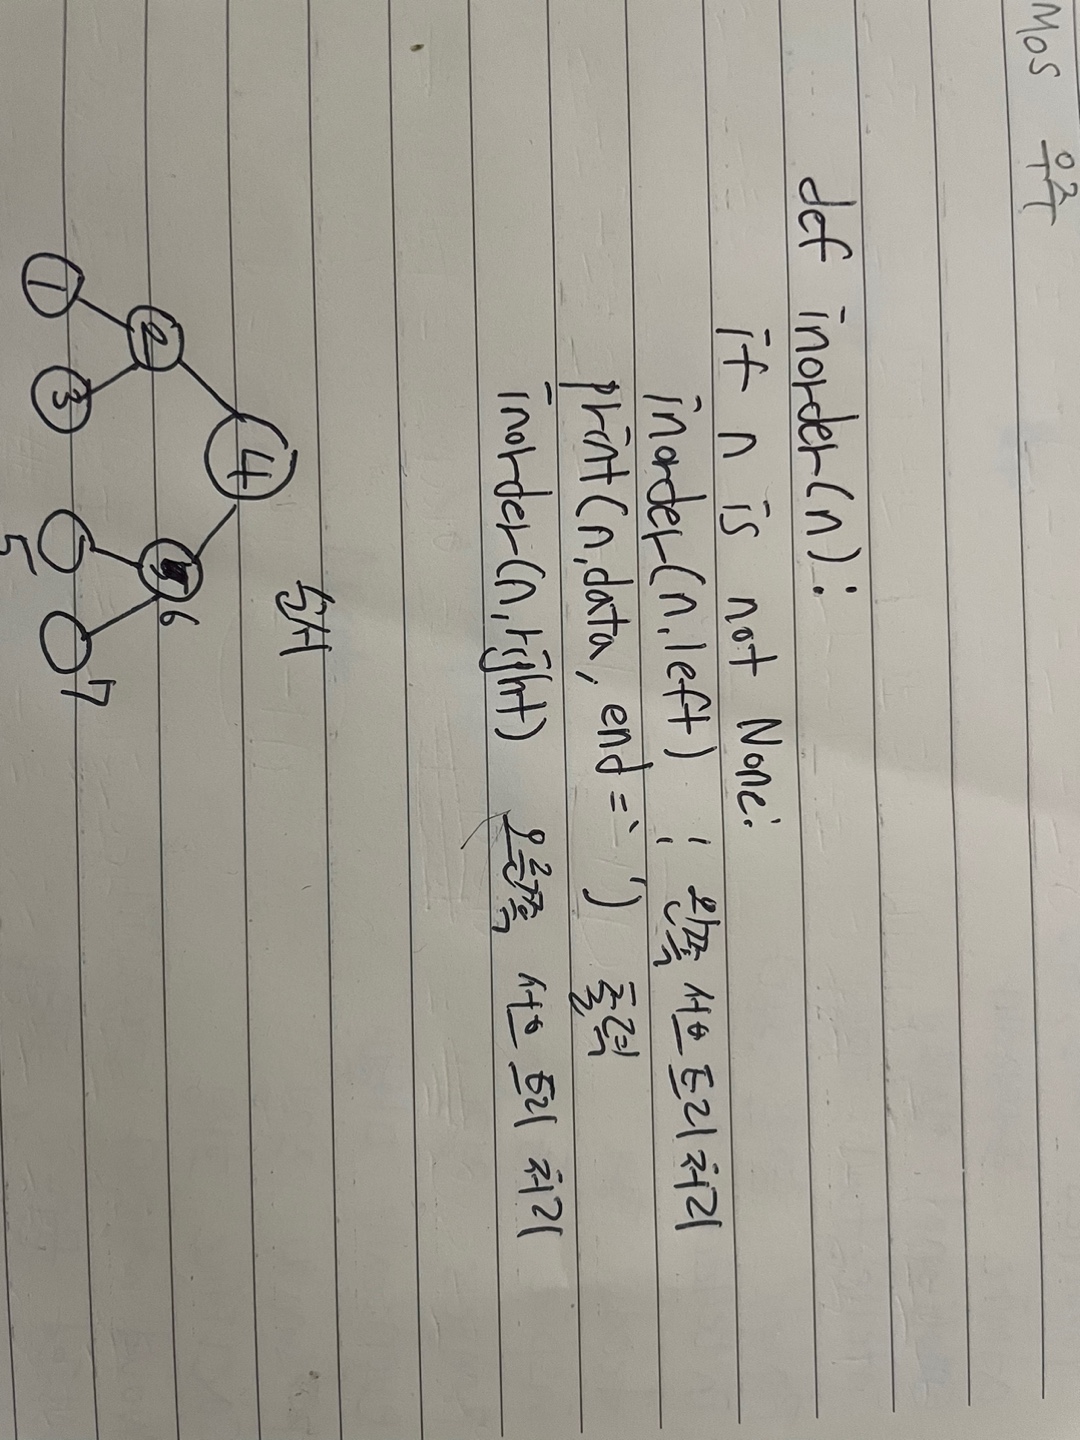 MOS 우주
def inorder(n):
if n is not None:
inorder(n,left) : 왼쪽 서브 트리 처리
print(n,data, end=' ') 출력
inorder(n,right) 오른쪽 서브 트리 처리
순서
4
2 6
1 3 7
5